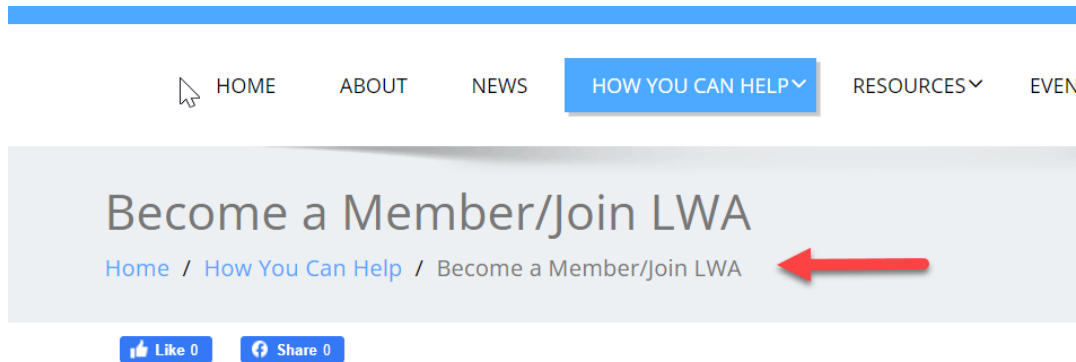 HOME ABOUT NEWS HOW YOU CAN HELP RESOURCES EVEN
Become a Member/Join LWA
Home / How You Can Help / Become a Member/Join LWA
Like 0 Share 0